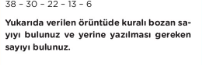 38 – 30 – 22 – 13 – 6
Yukarıda verilen örüntüde kuralı bozan sa-
yıyı bulunuz ve yerine yazılması gereken
sayıyı bulunuz.